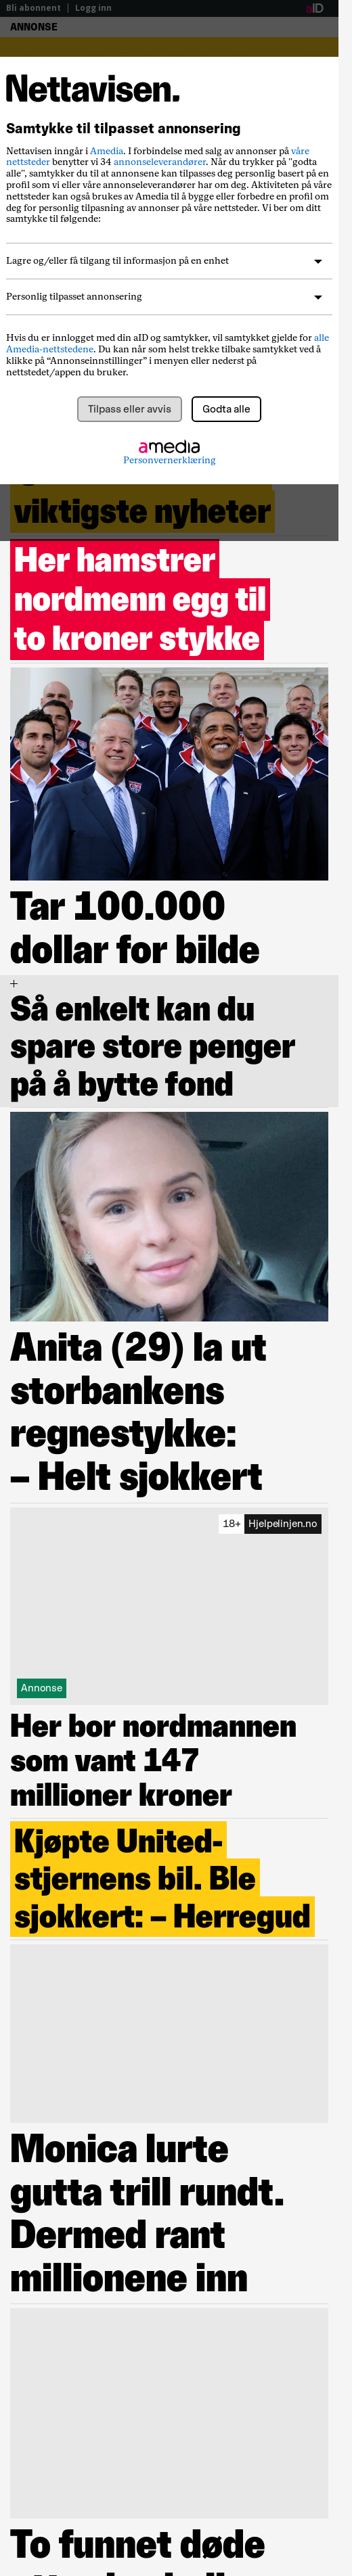 Bli abonnent | Logg inn aID
ANNONSE
Nettavisen.
Samtykke til tilpasset annonsering
Nettavisen inngår i Amedia. I forbindelse med salg av annonser på våre
nettsteder benytter vi 34 annonseleverandører. Når du trykker på "godta
alle", samtykker du til at annonsene kan tilpasses deg personlig basert på en
profil som vi eller våre annonseleverandører har om deg. Aktiviteten på våre
nettsteder kan også brukes av Amedia til å bygge eller forbedre en profil om
deg for personlig tilpasning av annonser på våre nettsteder. Vi ber om ditt
samtykke til følgende:
Lagre og/eller få tilgang til informasjon på en enhet
Personlig tilpasset annonsering
Hvis du er innlogget med din aID og samtykker, vil samtykket gjelde for alle
Amedia-nettstedene. Du kan når som helst trekke tilbake samtykket ved å
klikke på “Annonseinnstillinger” i menyen eller nederst på
nettstedet/appen du bruker.
Tilpass eller avvis Godta alle
amedia
Personvernerklæring
viktigste nyheter
Her hamstrer
nordmenn egg til
to kroner stykke
Tar 100.000
dollar for bilde
+
Så enkelt kan du
spare store penger
på å bytte fond
Anita (29) la ut
storbankens
regnestykke:
– Helt sjokkert
18+ Hjelpelinjen.no
Annonse
Her bor nordmannen
som vant 147
millioner kroner
Kjøpte United-
stjernens bil. Ble
sjokkert: – Herregud
Monica lurte
gutta trill rundt.
Dermed rant
millionene inn
To funnet døde